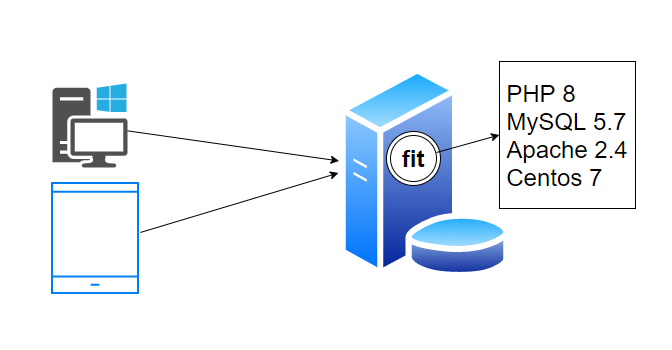 fit
PHP 8
MySQL 5.7
Apache 2.4
Centos 7